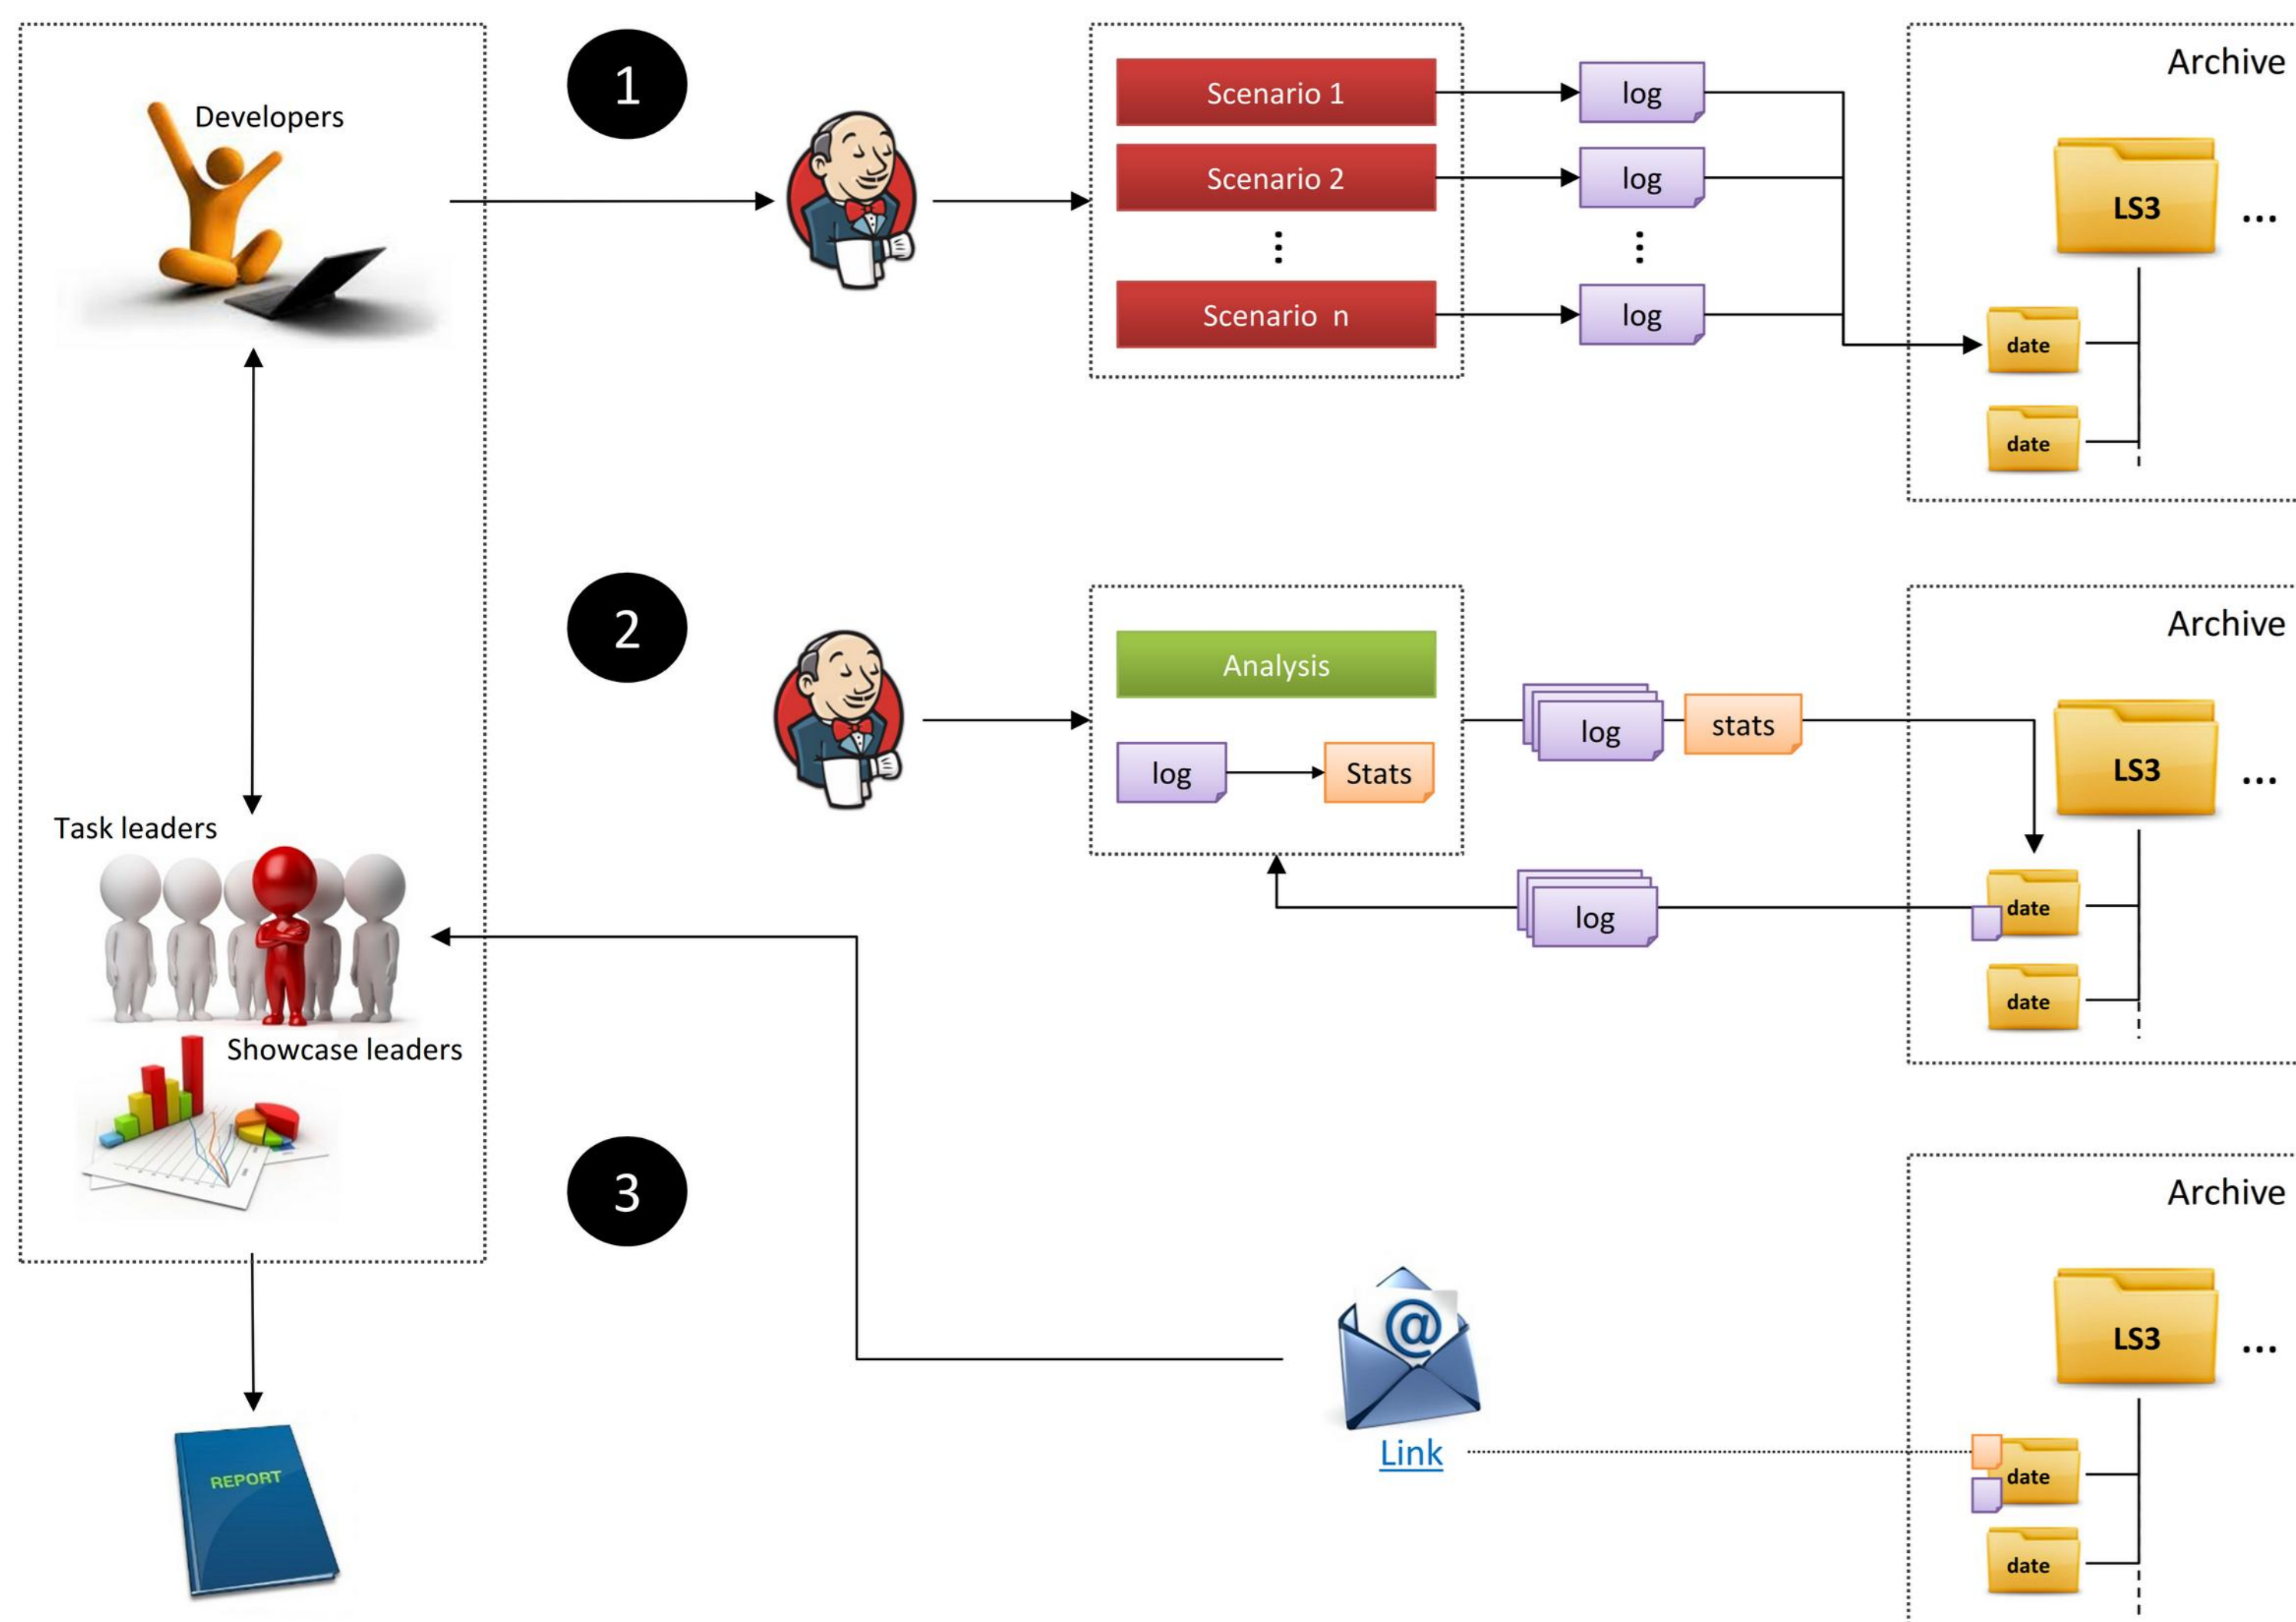 Developers
1
Scenario 1
log
Archive
Scenario 2
log
LS3
...
⋮
⋮
Scenario n
log
date
date
2
Archive
Analysis
log
stats
LS3
...
log
Stats
Task leaders
log
date
date
Showcase leaders
3
Archive
@
LS3
...
Link
REPORT
date
date